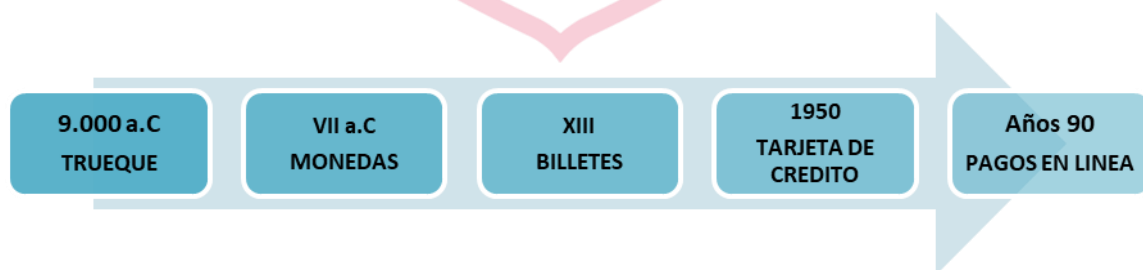 9.000 a.C
TRUEQUE
VII a.C
MONEDAS
XIII
BILLETES
1950
TARJETA DE
CREDITO
Años 90
PAGOS EN LINEA